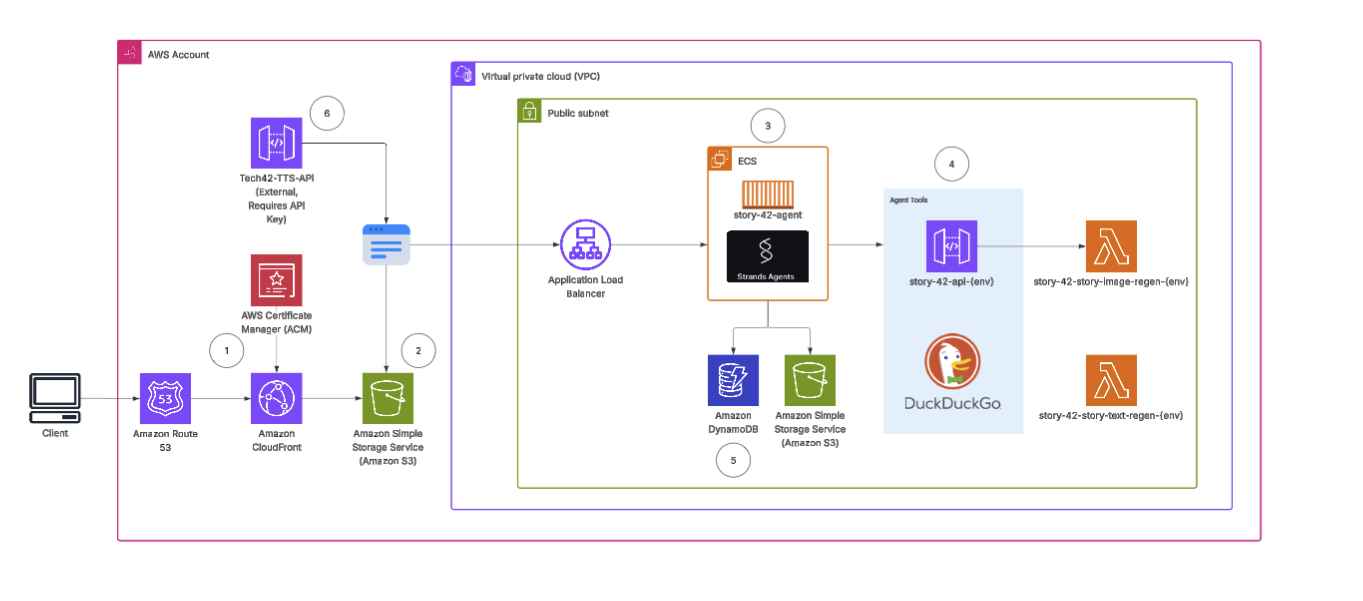 AWS Account
Virtual private cloud (VPC)
Public subnet
6
Tech42-TTS-API
(External,
Requires API
Key)
3
ECS
story-42-agent
Strands Agents
4
Agent Tools
story-42-api-{env}
story-42-story-image-regen-{env}
Application Load
Balancer
AWS Certificate
Manager (ACM)
1
2
Client
53
Amazon Route
53
Amazon
CloudFront
Amazon Simple
Storage Service
(Amazon S3)
Amazon
DynamoDB
5
Amazon Simple
Storage Service
(Amazon S3)
DuckDuckGo
story-42-story-text-regen-{env}